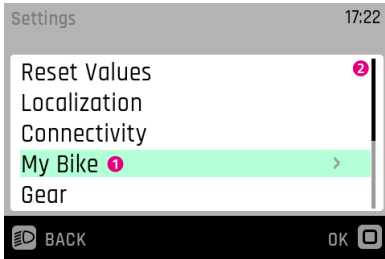 Settings 17:22
Reset Values 2
Localization
Connectivity
My Bike 1 >
Gear
BACK OK